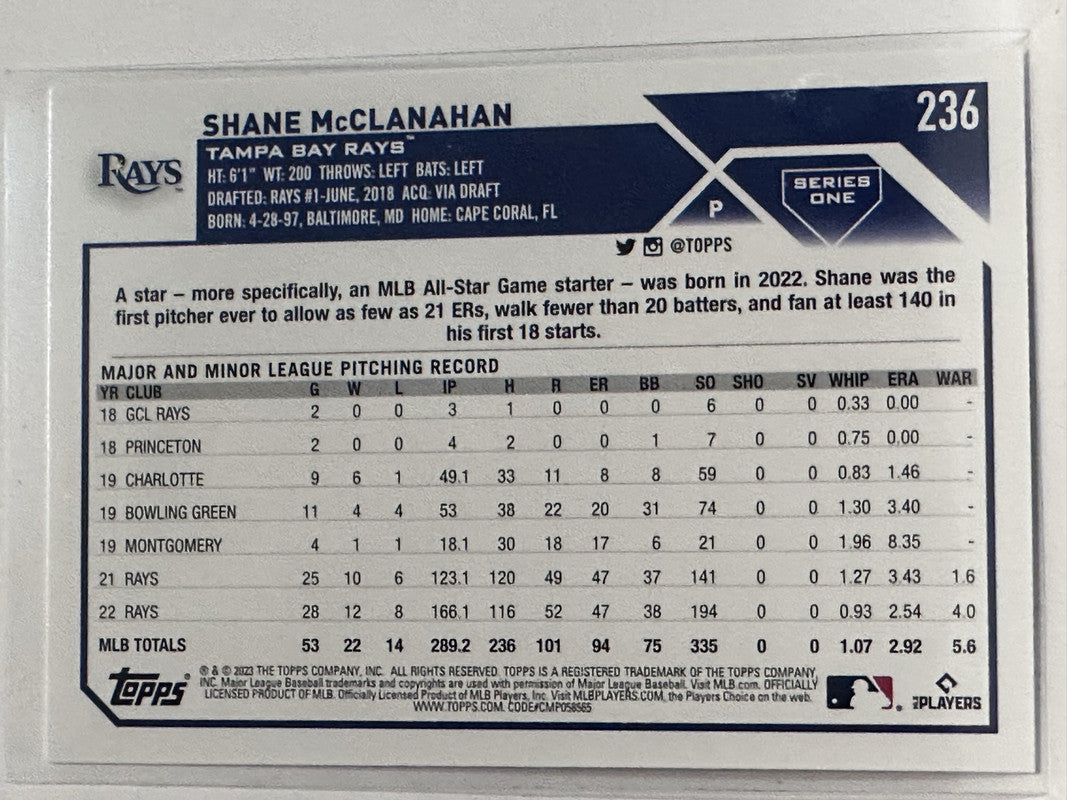 236
SHANE McCLANAHAN
RAYS
TAMPA BAY RAYS™
HT: 6'1" WT: 200 THROWS: LEFT BATS: LEFT
DRAFTED: RAYS #1-JUNE, 2018 ACQ: VIA DRAFT
BORN: 4-28-97, BALTIMORE, MD HOME: CAPE CORAL, FL
P
SERIES
ONE
@TOPPS
A star – more specifically, an MLB All-Star Game starter – was born in 2022. Shane was the
first pitcher ever to allow as few as 21 ERs, walk fewer than 20 batters, and fan at least 140 in
his first 18 starts.
MAJOR AND MINOR LEAGUE PITCHING RECORD
YR CLUB G W L IP H R ER BB SO SHO SV WHIP ERA WAR
18 GCL RAYS 2 0 0 3 1 0 0 0 6 0 0 0.33 0.00 -
18 PRINCETON 2 0 0 4 2 0 0 1 7 0 0 0.75 0.00 -
19 CHARLOTTE 9 6 1 49.1 33 11 8 8 59 0 0 0.83 1.46 -
19 BOWLING GREEN 11 4 4 53 38 22 20 31 74 0 0 1.30 3.40 -
19 MONTGOMERY 4 1 1 18.1 30 18 17 6 21 0 0 1.96 8.35 -
21 RAYS 25 10 6 123.1 120 49 47 37 141 0 0 1.27 3.43 1.6
22 RAYS 28 12 8 166.1 116 52 47 38 194 0 0 0.93 2.54 4.0
MLB TOTALS 53 22 14 289.2 236 101 94 75 335 0 0 1.07 2.92 5.6
Topps®
® & © 2023 THE TOPPS COMPANY, INC. ALL RIGHTS RESERVED. TOPPS IS A REGISTERED TRADEMARK OF THE TOPPS COMPANY,
INC. Major League Baseball trademarks and copyrights are used with permission of Major League Baseball. Visit MLB.com. OFFICIALLY
LICENSED PRODUCT OF MLB. Officially Licensed Product of MLB Players, Inc. Visit MLBPLAYERS.COM, the Players Choice on the web.
WWW.TOPPS.COM. CODE#CMP058565
PLAYERS